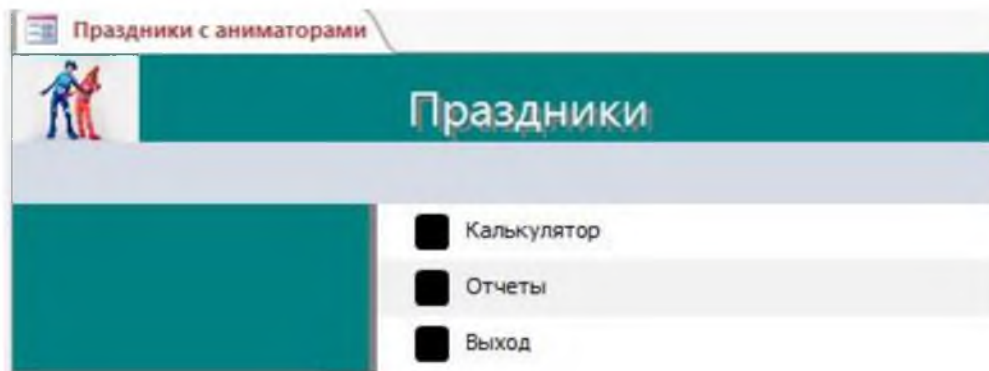 Праздники с аниматорами
Праздники
Калькулятор
Отчеты
Выход